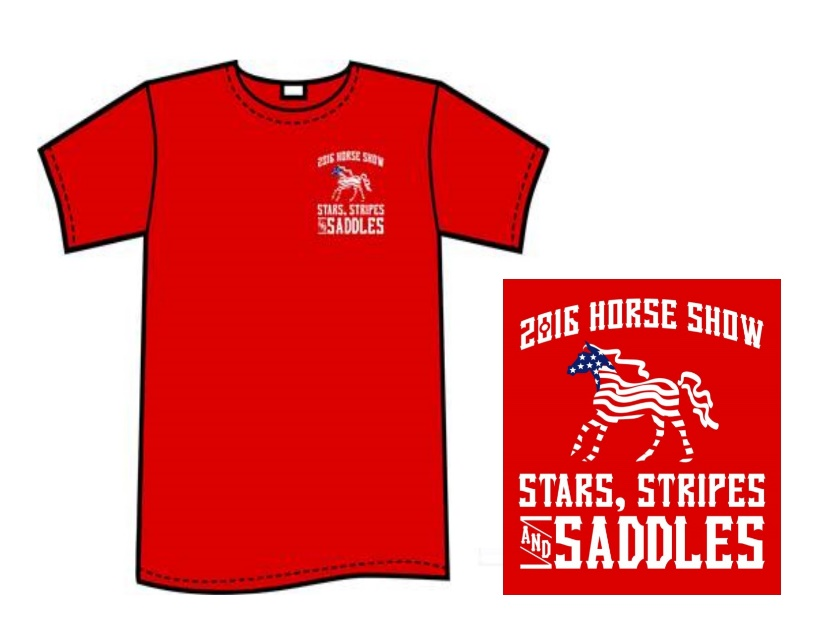 2016 HORSE SHOW
STARS, STRIPES
AND SADDLES
2016 HORSE SHOW
STARS, STRIPES
AND SADDLES